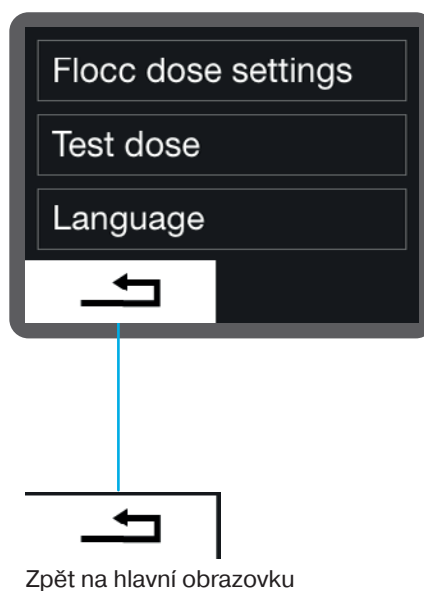 Flocc dose settings
Test dose
Language
Zpět na hlavní obrazovku